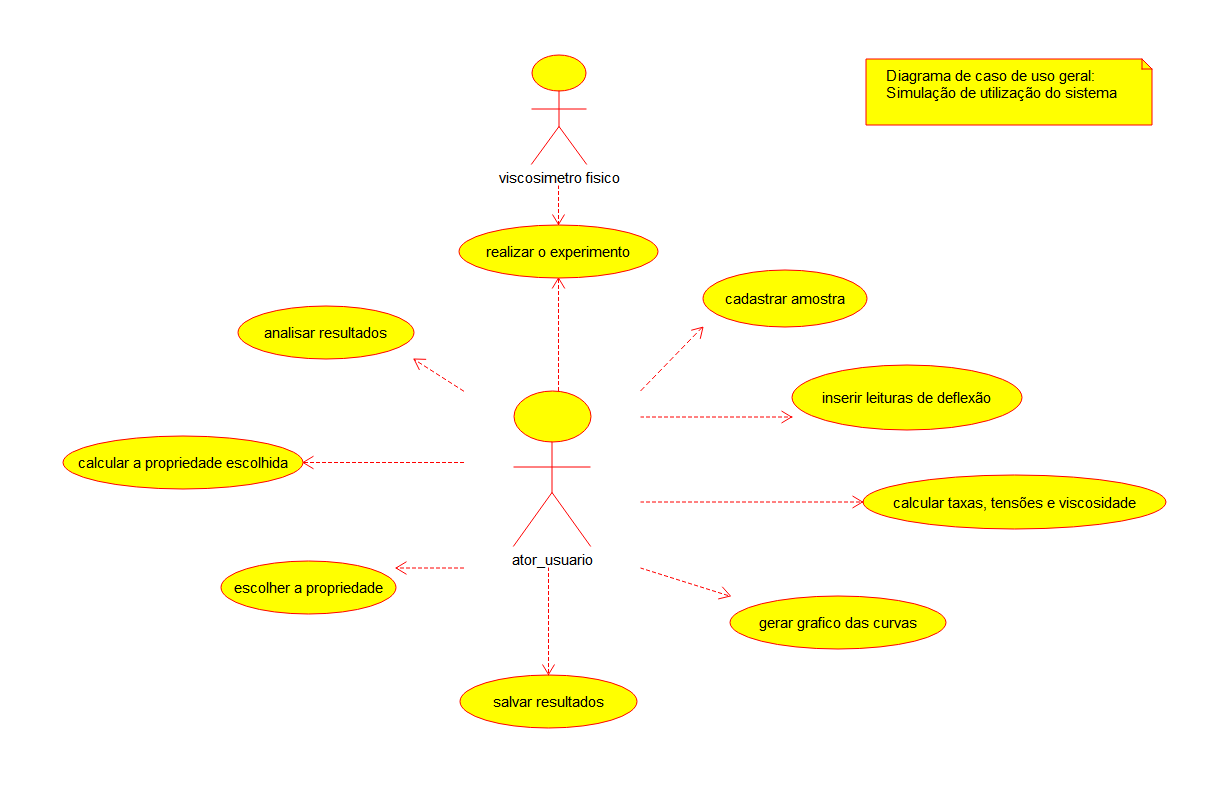 Diagrama de caso de uso geral:
Simulação de utilização do sistema
viscosimetro fisico
realizar o experimento
cadastrar amostra
analisar resultados
inserir leituras de deflexão
calcular a propriedade escolhida
calcular taxas, tensões e viscosidade
ator_usuario
escolher a propriedade
gerar grafico das curvas
salvar resultados